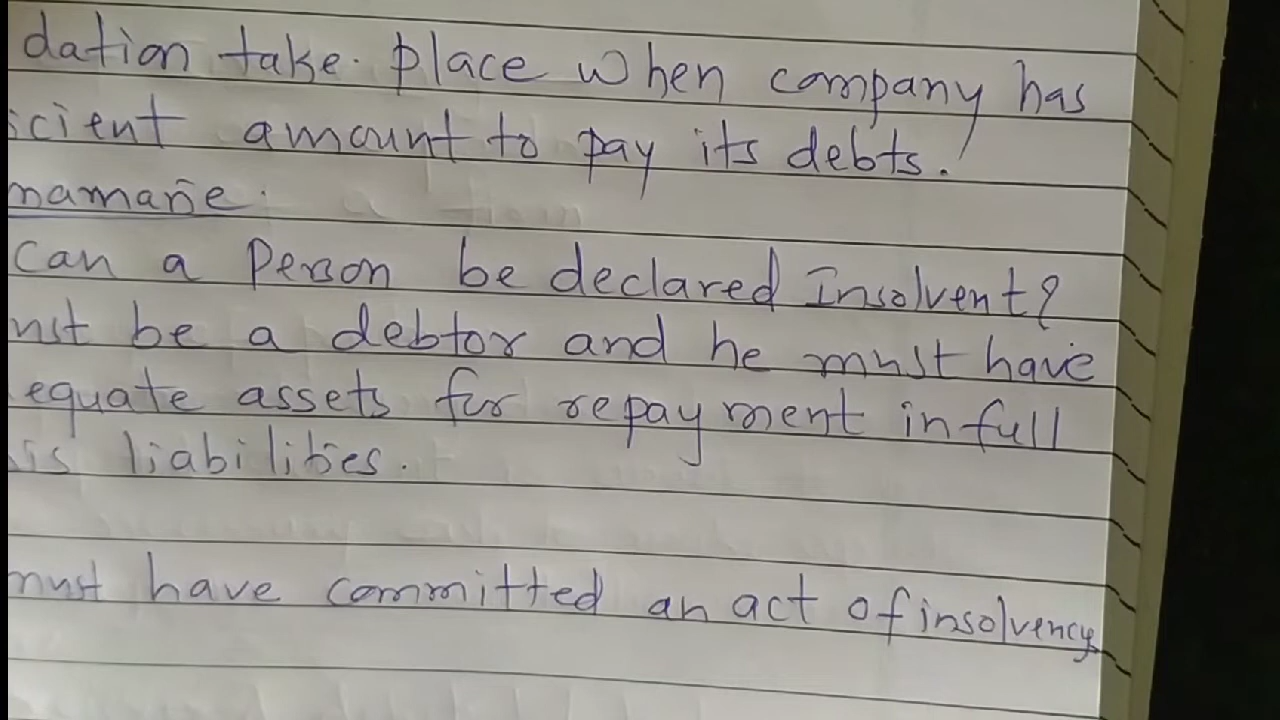 dation take place when company has
icient amount to pay its debts.
Can a Person be declared Insolvent?
ust be a debtor and he must have
equate assets for repayment in full
is liabilities.
must have committed an act of insolvency